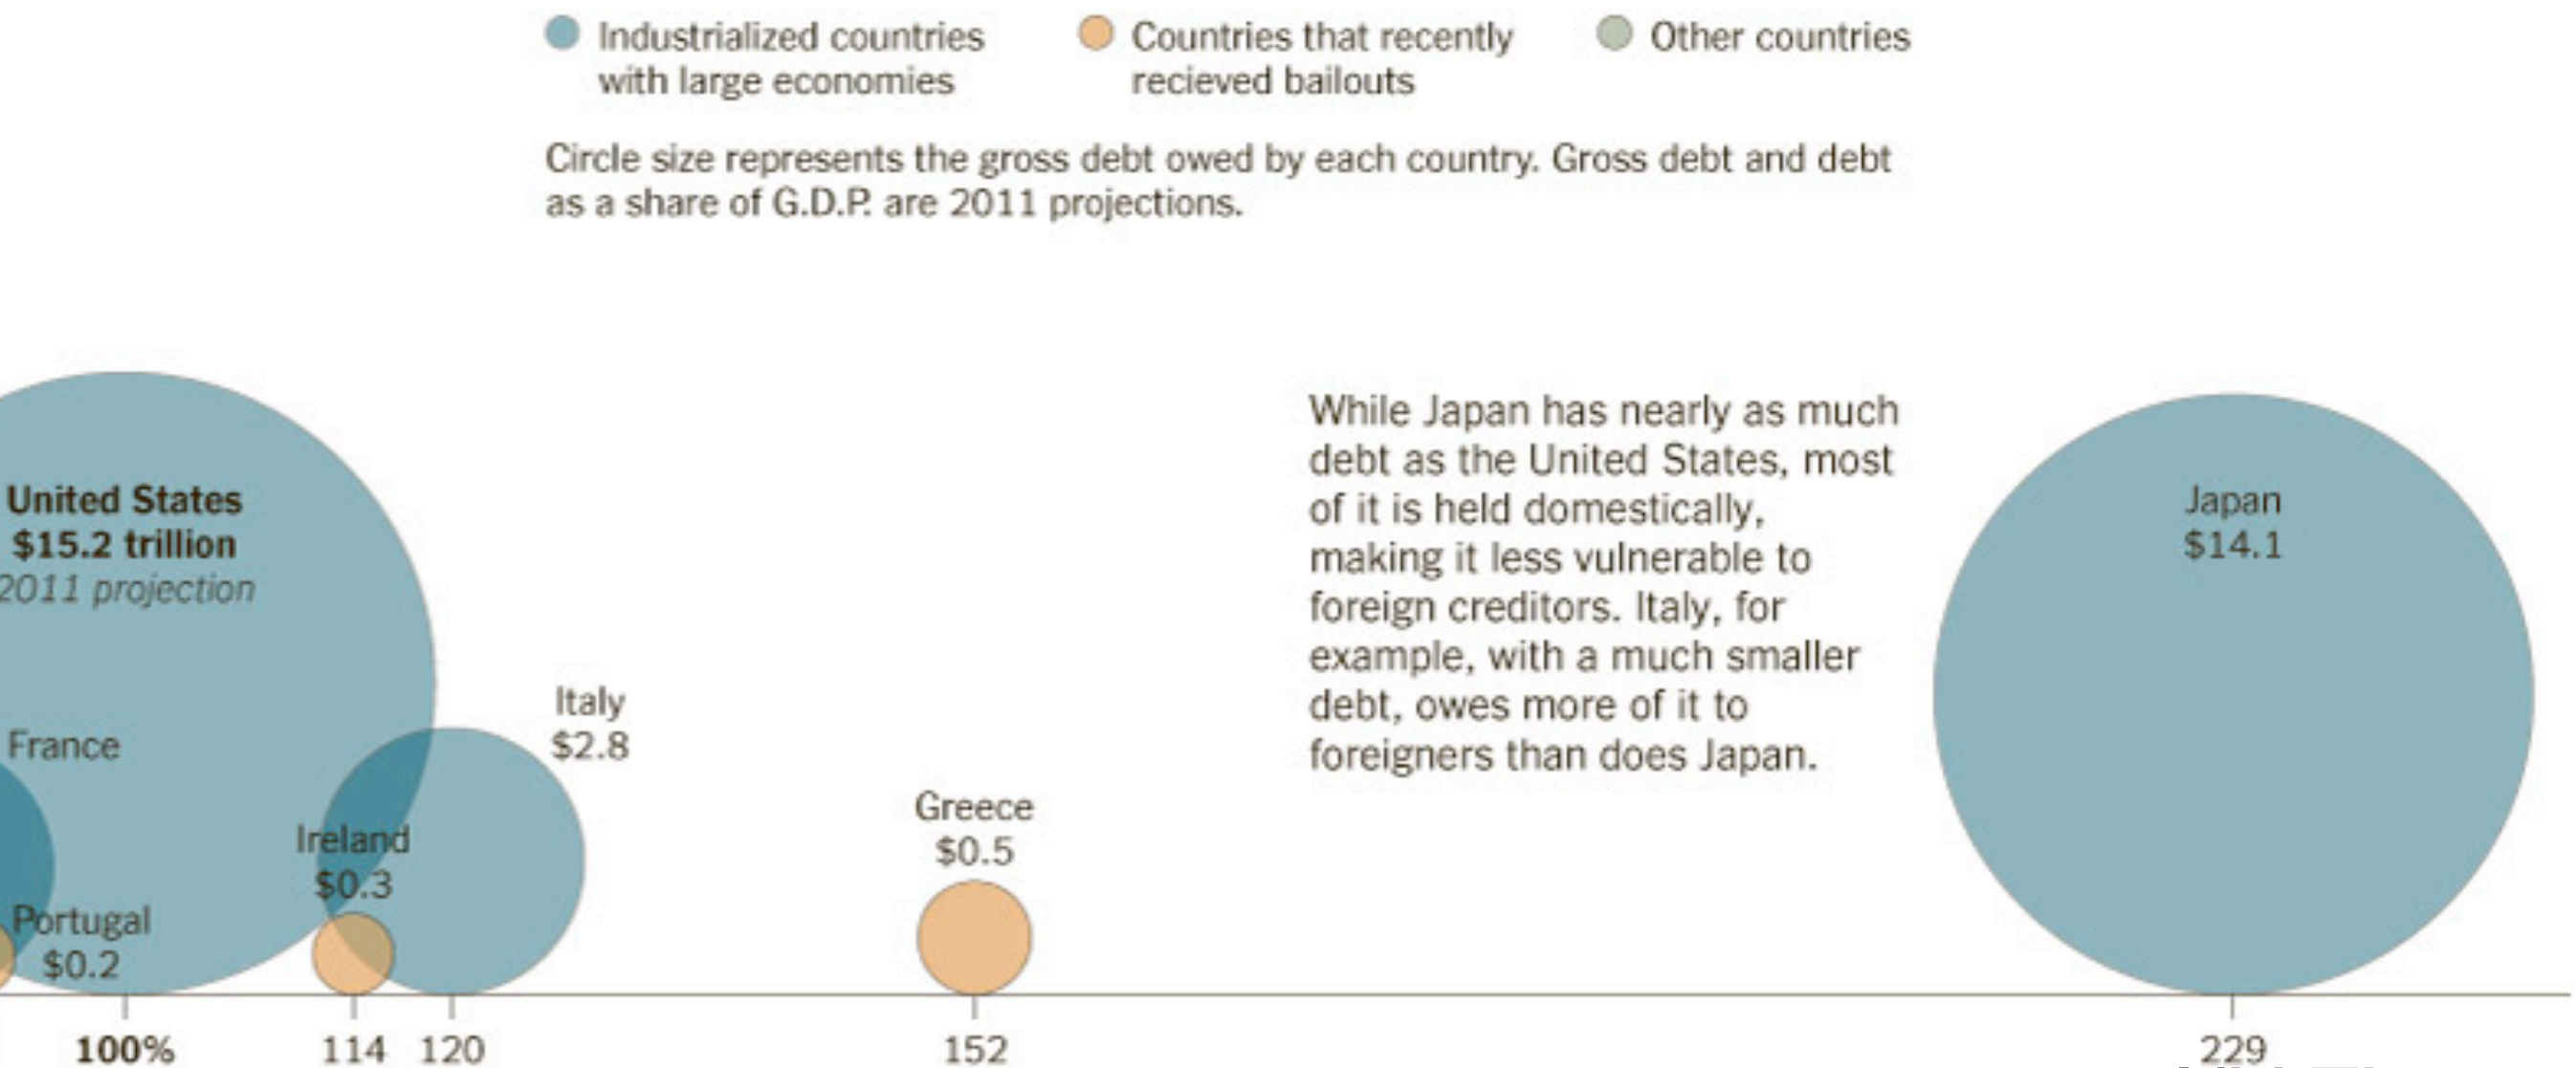 Industrialized countries
with large economies
Countries that recently
recieved bailouts
Other countries
Circle size represents the gross debt owed by each country. Gross debt and debt
as a share of G.D.P. are 2011 projections.
United States
$15.2 trillion
2011 projection
France
Portugal
$0.2
Ireland
$0.3
Italy
$2.8
Greece
$0.5
While Japan has nearly as much
debt as the United States, most
of it is held domestically,
making it less vulnerable to
foreign creditors. Italy, for
example, with a much smaller
debt, owes more of it to
foreigners than does Japan.
Japan
$14.1
100% 114 120 152 229